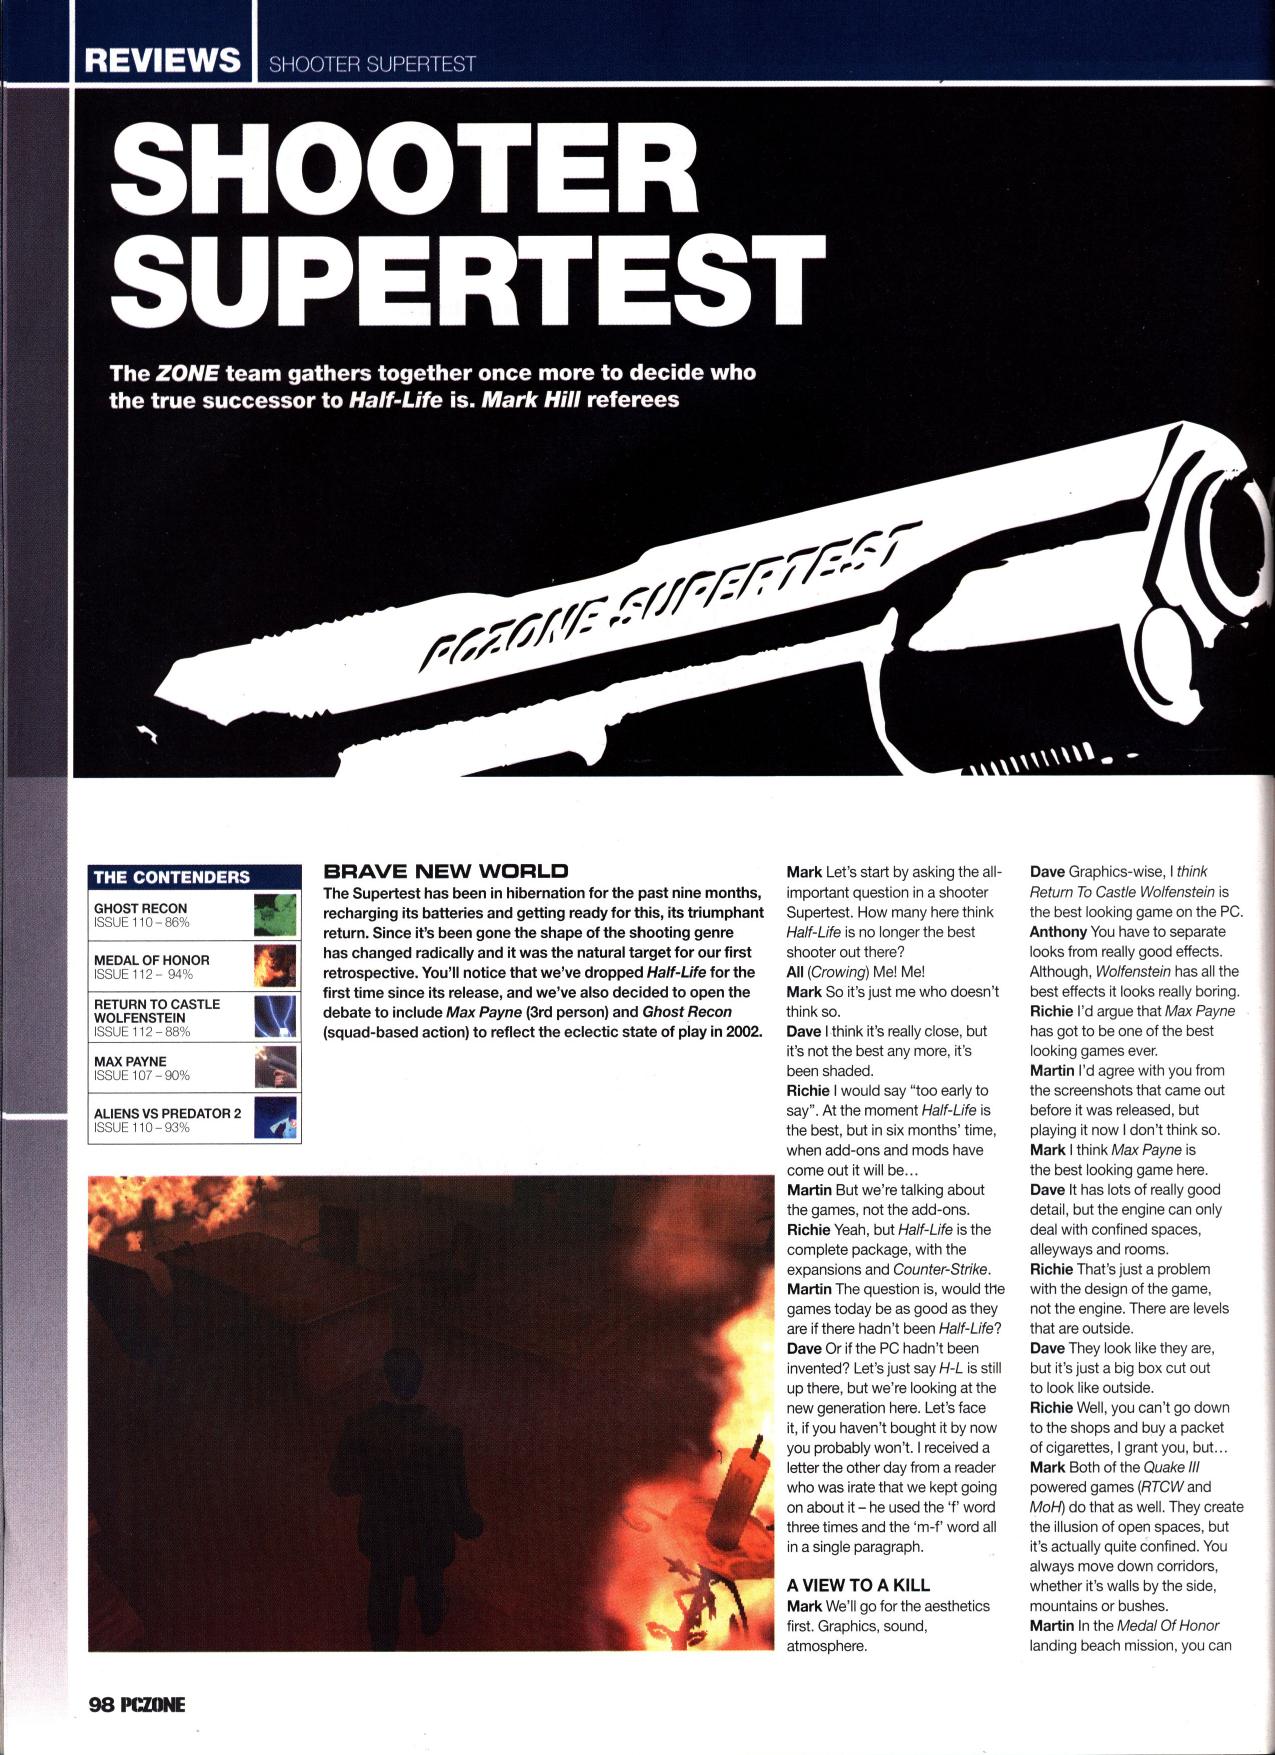 REVIEWS
SHOOTER SUPERTEST
SHOOTER
SUPERTEST
The ZONE team gathers together once more to decide who
the true successor to Half-Life is. Mark Hill referees
PCZONE SUPERTEST
THE CONTENDERS
GHOST RECON
ISSUE 110 – 86%
MEDAL OF HONOR
ISSUE 112 – 94%
RETURN TO CASTLE
WOLFENSTEIN
ISSUE 112 – 88%
MAX PAYNE
ISSUE 107 – 90%
ALIENS VS PREDATOR 2
ISSUE 110 – 93%
BRAVE NEW WORLD
The Supertest has been in hibernation for the past nine months,
recharging its batteries and getting ready for this, its triumphant
return. Since it's been gone the shape of the shooting genre
has changed radically and it was the natural target for our first
retrospective. You'll notice that we've dropped Half-Life for the
first time since its release, and we've also decided to open the
debate to include Max Payne (3rd person) and Ghost Recon
(squad-based action) to reflect the eclectic state of play in 2002.
Mark Let's start by asking the all-
important question in a shooter
Supertest. How many here think
Half-Life is no longer the best
shooter out there?
All (Crowing) Me! Me!
Mark So it's just me who doesn't
think so.
Dave I think it's really close, but
it's not the best any more, it's
been shaded.
Richie I would say "too early to
say". At the moment Half-Life is
the best, but in six months' time,
when add-ons and mods have
come out it will be...
Martin But we're talking about
the games, not the add-ons.
Richie Yeah, but Half-Life is the
complete package, with the
expansions and Counter-Strike.
Martin The question is, would the
games today be as good as they
are if there hadn't been Half-Life?
Dave Or if the PC hadn't been
invented? Let's just say H-L is still
up there, but we're looking at the
new generation here. Let's face
it, if you haven't bought it by now
you probably won't. I received a
letter the other day from a reader
who was irate that we kept going
on about it – he used the 'f' word
three times and the 'm-f' word all
in a single paragraph.
A VIEW TO A KILL
Mark We'll go for the aesthetics
first. Graphics, sound,
atmosphere.
Dave Graphics-wise, I think
Return To Castle Wolfenstein is
the best looking game on the PC.
Anthony You have to separate
looks from really good effects.
Although, Wolfenstein has all the
best effects it looks really boring.
Richie I'd argue that Max Payne
has got to be one of the best
looking games ever.
Martin I'd agree with you from
the screenshots that came out
before it was released, but
playing it now I don't think so.
Mark I think Max Payne is
the best looking game here.
Dave It has lots of really good
detail, but the engine can only
deal with confined spaces,
alleyways and rooms.
Richie That's just a problem
with the design of the game,
not the engine. There are levels
that are outside.
Dave They look like they are,
but it's just a big box cut out
to look like outside.
Richie Well, you can't go down
to the shops and buy a packet
of cigarettes, I grant you, but...
Mark Both of the Quake III
powered games (RTCW and
MoH) do that as well. They create
the illusion of open spaces, but
it's actually quite confined. You
always move down corridors,
whether it's walls by the side,
mountains or bushes.
Martin In the Medal Of Honor
landing beach mission, you can
98 PCZONE